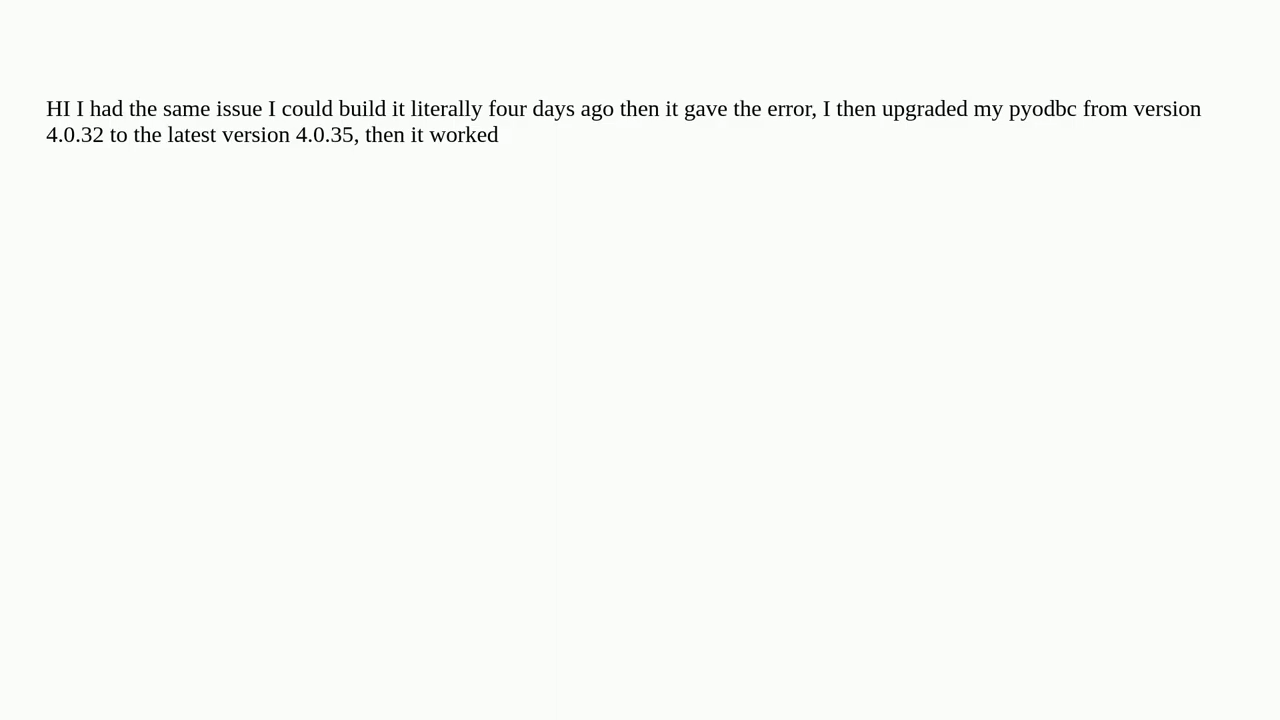 HI I had the same issue I could build it literally four days ago then it gave the error, I then upgraded my pyodbc from version
4.0.32 to the latest version 4.0.35, then it worked